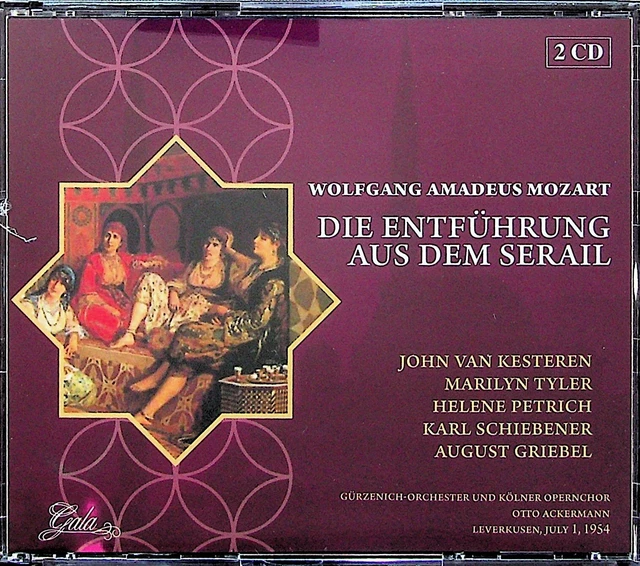 2 CD
WOLFGANG AMADEUS MOZART
DIE ENTFÜHRUNG
AUS DEM SERAIL
JOHN VAN KESTEREN
MARILYN TYLER
HELENE PETRICH
KARL SCHIEBENER
AUGUST GRIEBEL
GÜRZENICH-ORCHESTER UND KÖLNER OPERNCHOR
OTTO ACKERMANN
LEVERKUSEN, JULY 1, 1954
Gala